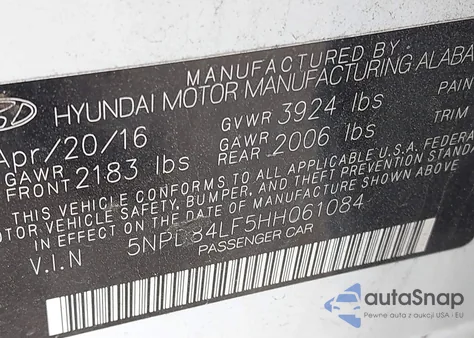 MANUFACTURED BY
HYUNDAI MOTOR MANUFACTURING ALABA
Apr/20/16 GVWR 3924 lbs PAIN
GAWR FRONT 2183 lbs GAWR REAR 2006 lbs TRIM
THIS VEHICLE CONFORMS TO ALL APPLICABLE U.S.A. FEDERAL
MOTOR VEHICLE SAFETY, BUMPER, AND THEFT PREVENTION STANDA
IN EFFECT ON THE DATE OF MANUFACTURE SHOWN ABOVE
V.I.N 5NPD84LF5HH061084
PASSENGER CAR
autoSnap
Pewne auta z aukcji USA i EU